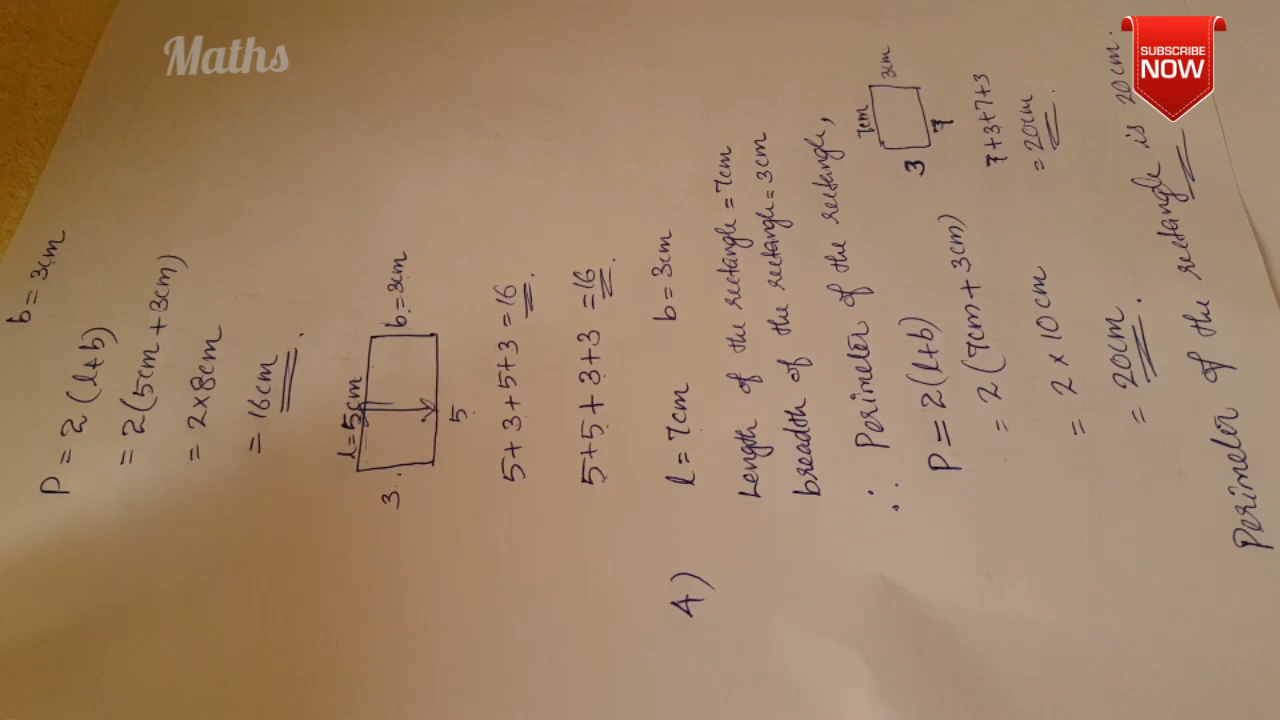 Maths
SUBSCRIBE
NOW
b = 3cm
P = 2 (l+b)
= 2(5cm + 3cm)
= 2×8cm
= 16cm.
l=5cm
b=3cm
3.
5
5+3+5+3 =16.
5+5+3+3 =16.
4) l = 7cm b = 3cm
Length of the rectangle = 7cm
breadth of the rectangle = 3cm
∴ Perimeter of the rectangle,
P = 2(l+b)
= 2 (7cm + 3cm)
= 2 × 10cm
= 20cm.
7cm
3cm
3
7
7+3+7+3
= 20cm.
Perimeter of the rectangle is 20cm.